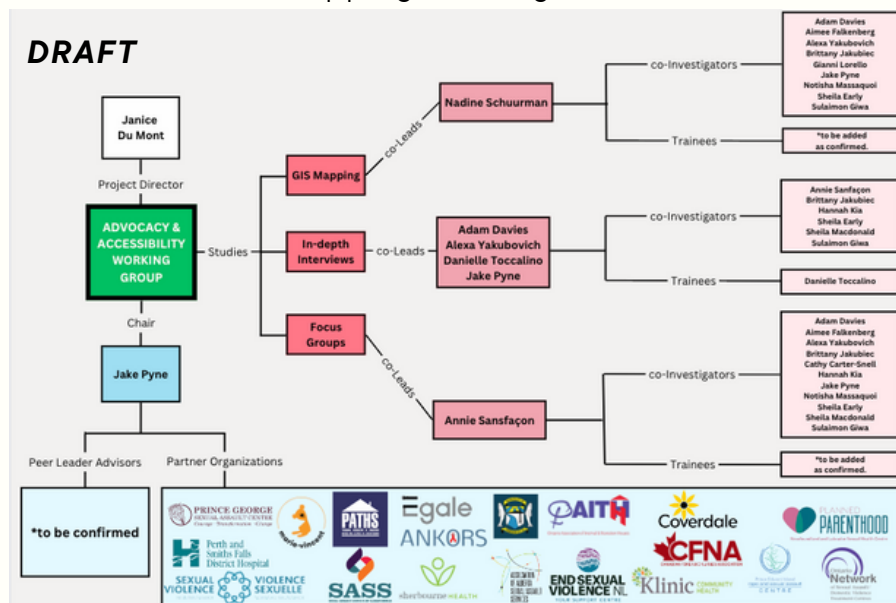 DRAFT
Janice
Du Mont
Project Director
ADVOCACY &
ACCESSIBILITY
WORKING
GROUP
Chair
Jake Pyne
Peer Leader Advisors
*to be confirmed
Partner Organizations
Studies
GIS Mapping
co-Leads
Nadine Schuurman
co-Investigators
Adam Davies
Aimee Falkenberg
Alexa Yakubovich
Brittany Jakubiec
Gianni Lorello
Jake Pyne
Notisha Massaquoi
Sheila Early
Sulaimon Giwa
Trainees
*to be added
as confirmed.
In-depth
Interviews
co-Leads
Adam Davies
Alexa Yakubovich
Danielle Toccalino
Jake Pyne
co-Investigators
Annie Sanfaçon
Brittany Jakubiec
Hannah Kia
Sheila Early
Sheila Macdonald
Sulaimon Giwa
Trainees
Danielle Toccalino
Focus
Groups
co-Leads
Annie Sansfaçon
co-Investigators
Adam Davies
Aimee Falkenberg
Alexa Yakubovich
Brittany Jakubiec
Cathy Carter-Snell
Hannah Kia
Jake Pyne
Notisha Massaquoi
Sheila Early
Sheila Macdonald
Sulaimon Giwa
Trainees
*to be added
as confirmed.
PRINCE GEORGE
SEXUAL ASSAULT CENTER
marie-vincent
PATHS
Egale
ANKORS
Coverdale
PLANNED
PARENTHOOD
Perth and
Smiths Falls
District Hospital
CFNA
SEXUAL
VIOLENCE
VIOLENCE
SEXUELLE
SASS
sherbourne HEALTH
END SEXUAL
VIOLENCE NL
YOUR SUPPORT CENTRE
Klinic COMMUNITY
HEALTH
CENTRE
Ontario
Network